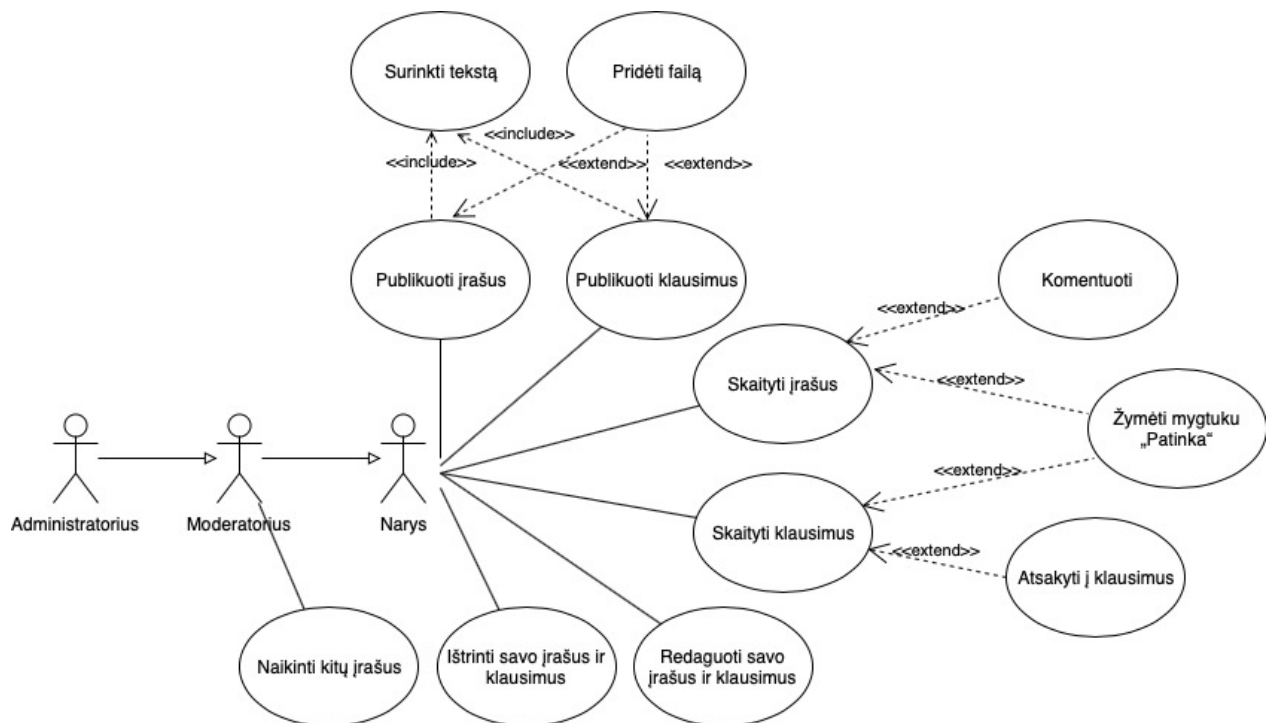 Surinkti tekstą
Pridėti failą
<<include>>
<<include>>
<<extend>>
<<extend>>
Publikuoti įrašus
Publikuoti klausimus
Komentuoti
<<extend>>
Skaityti įrašus
<<extend>>
Žymėti mygtuku
„Patinka“
<<extend>>
Administratorius
Moderatorius
Narys
Skaityti klausimus
<<extend>>
Atsakyti į klausimus
Naikinti kitų įrašus
Ištrinti savo įrašus ir
klausimus
Redaguoti savo
įrašus ir klausimus